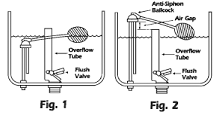 Anti-Siphon
Ballcock
Air Gap
Overflow
Tube
Flush
Valve
Overflow
Tube
Flush
Valve
Fig. 1
Fig. 2